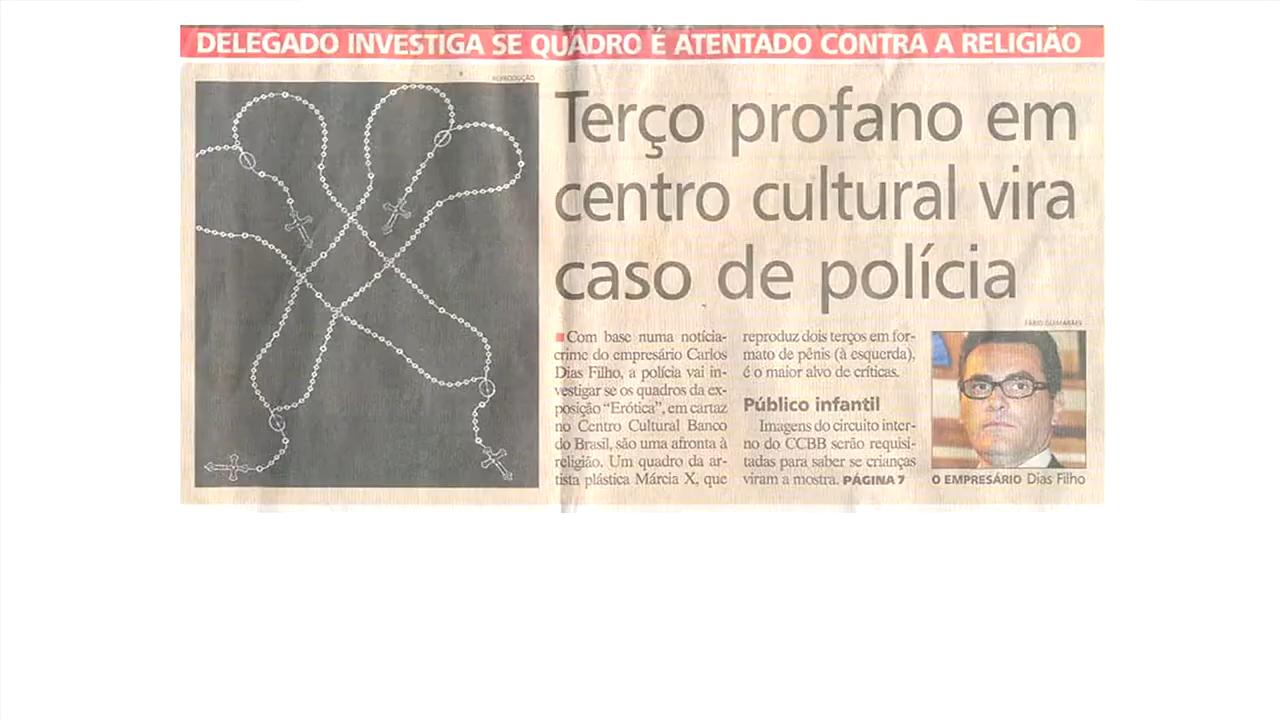 DELEGADO INVESTIGA SE QUADRO É ATENTADO CONTRA A RELIGIÃO
REPRODUÇÃO
Terço profano em
centro cultural vira
caso de polícia
Com base numa notícia-
crime do empresário Carlos
Dias Filho, a polícia vai in-
vestigar se os quadros da ex-
posição “Erótica”, em cartaz
no Centro Cultural Banco
do Brasil, são uma afronta à
religião. Um quadro da ar-
tista plástica Márcia X, que
reproduz dois terços em for-
mato de pênis (à esquerda),
é o maior alvo de críticas.
Público infantil
Imagens do circuito inter-
no do CCBB serão requisi-
tadas para saber se crianças
viram a mostra. PÁGINA 7
FÁBIO GUIMARÃES
O EMPRESÁRIO Dias Filho